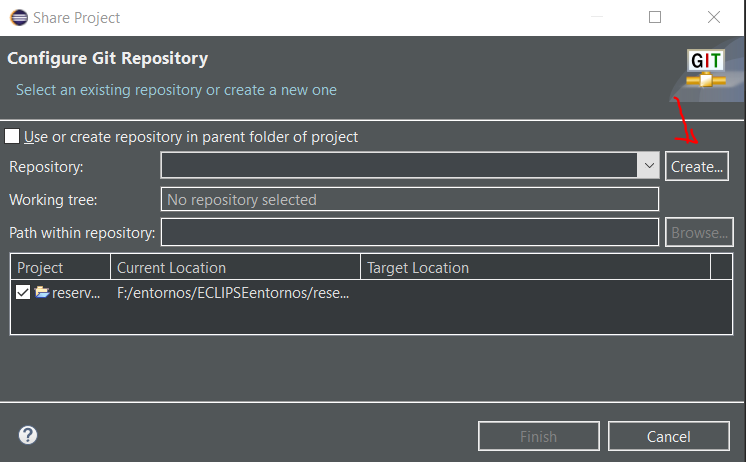 Share Project
Configure Git Repository
GIT
Select an existing repository or create a new one
Use or create repository in parent folder of project
Repository: Create...
Working tree: No repository selected
Path within repository: Browse...
Project Current Location Target Location
reserv... F:/entornos/ECLIPSEentornos/rese...
Finish Cancel